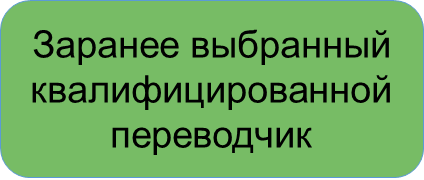 Заранее выбранный
квалифицированной
переводчик